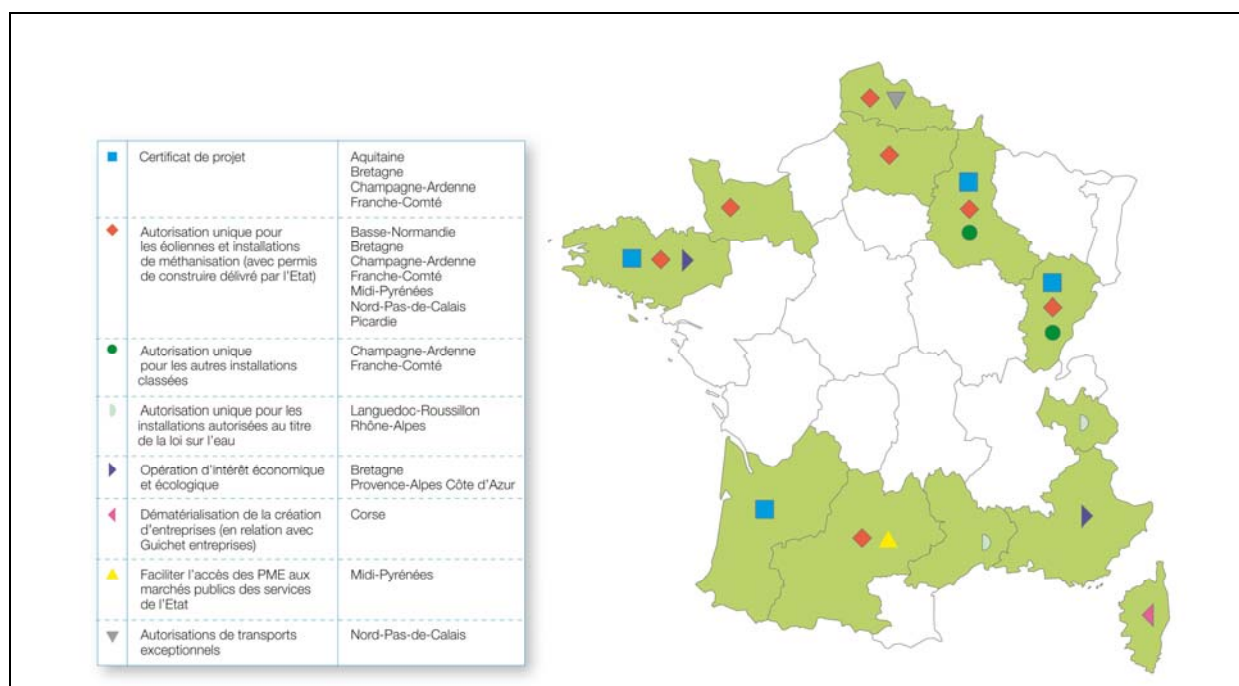 Certificat de projet
Aquitaine
Bretagne
Champagne-Ardenne
Franche-Comté
Autorisation unique pour
les éoliennes et installations
de méthanisation (avec permis
de construire délivré par l'Etat)
Basse-Normandie
Bretagne
Champagne-Ardenne
Franche-Comté
Midi-Pyrénées
Nord-Pas-de-Calais
Picardie
Autorisation unique
pour les autres installations
classées
Champagne-Ardenne
Franche-Comté
Autorisation unique pour les
installations autorisées au titre
de la loi sur l'eau
Languedoc-Roussillon
Rhône-Alpes
Opération d'intérêt économique
et écologique
Bretagne
Provence-Alpes Côte d'Azur
Dématérialisation de la création
d'entreprises (en relation avec
Guichet entreprises)
Corse
Faciliter l'accès des PME aux
marchés publics des services
de l'Etat
Midi-Pyrénées
Autorisations de transports
exceptionnels
Nord-Pas-de-Calais